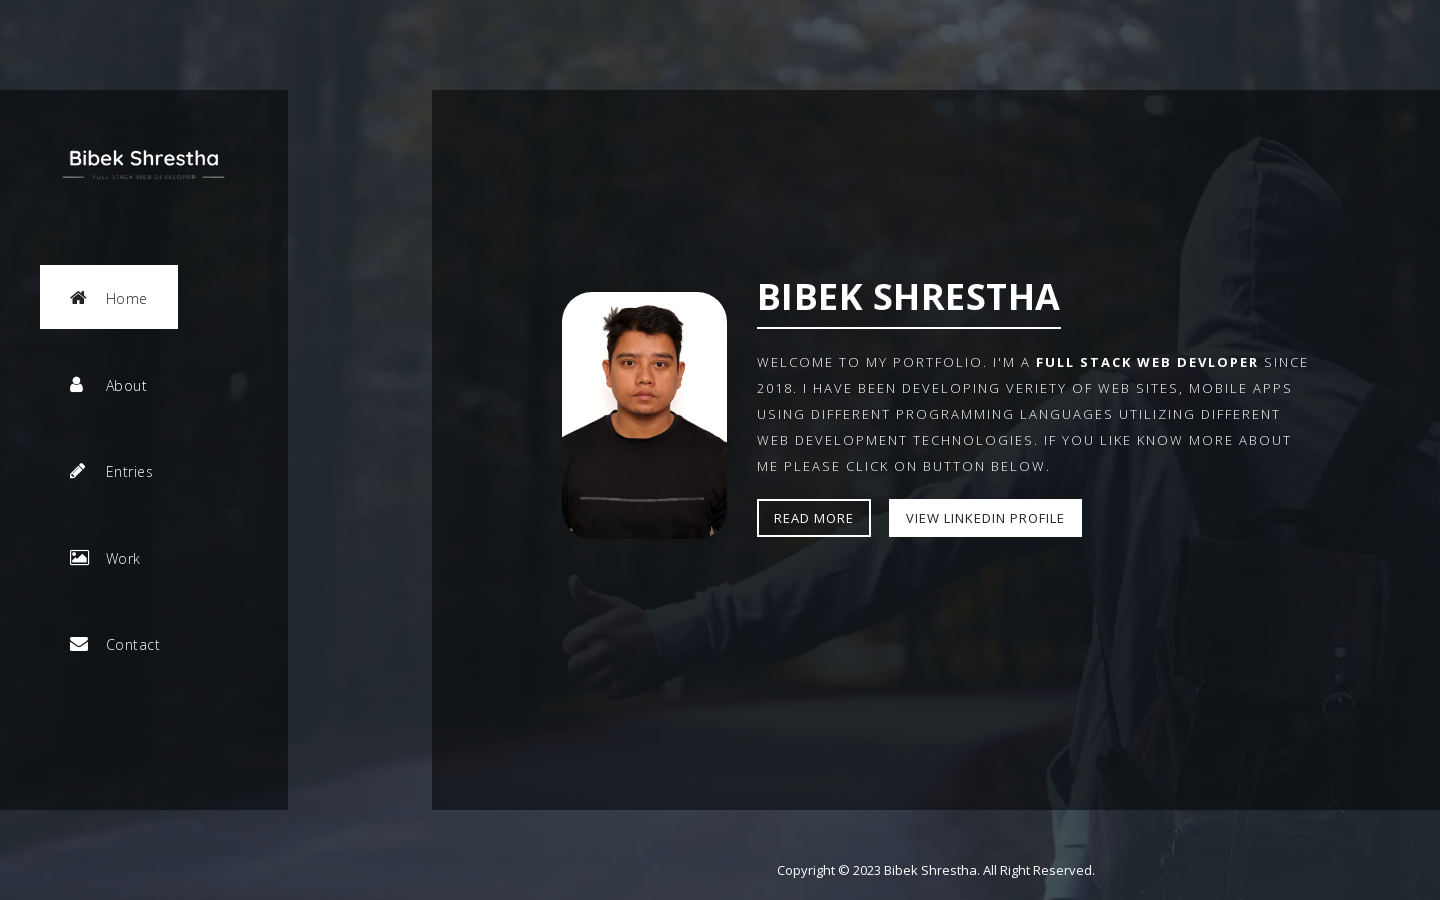 Bibek Shrestha
FULL STACK WEB DEVELOPER
Home
About
Entries
Work
Contact
BIBEK SHRESTHA
WELCOME TO MY PORTFOLIO. I'M A FULL STACK WEB DEVLOPER SINCE
2018. I HAVE BEEN DEVELOPING VERIETY OF WEB SITES, MOBILE APPS
USING DIFFERENT PROGRAMMING LANGUAGES UTILIZING DIFFERENT
WEB DEVELOPMENT TECHNOLOGIES. IF YOU LIKE KNOW MORE ABOUT
ME PLEASE CLICK ON BUTTON BELOW.
READ MORE
VIEW LINKEDIN PROFILE
Copyright © 2023 Bibek Shrestha. All Right Reserved.